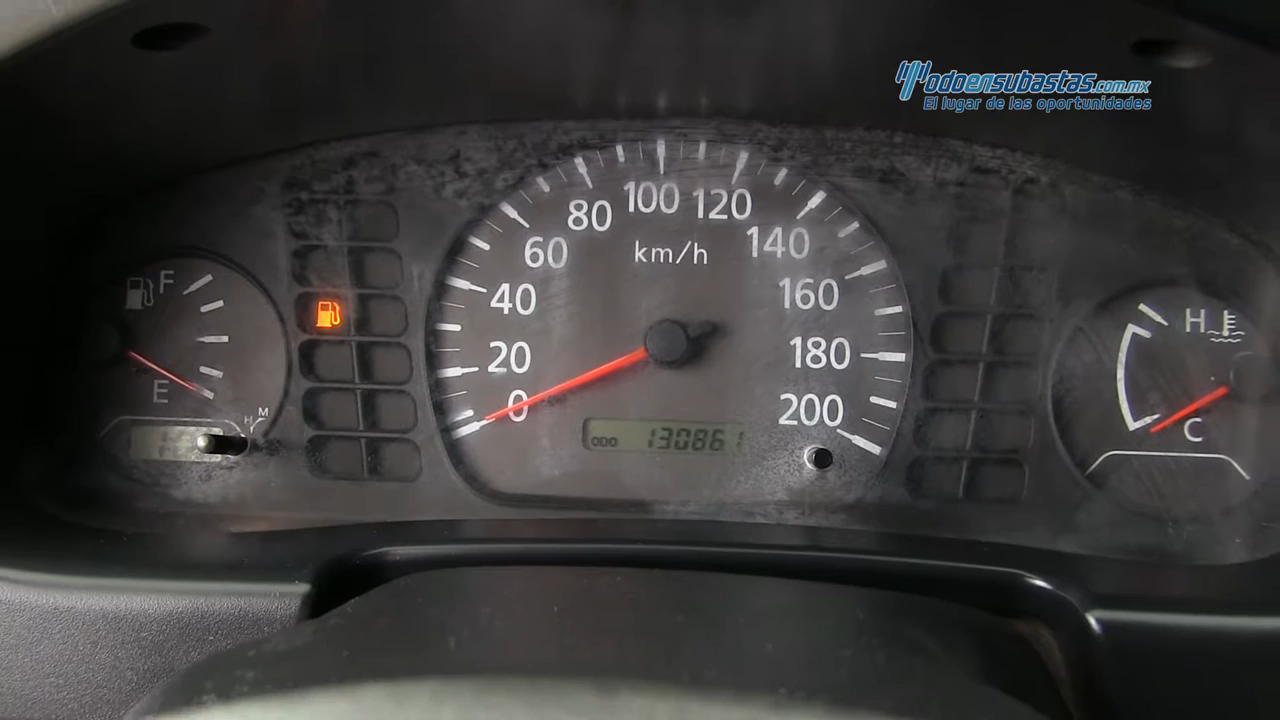 Todoensubastas.com.mx
El lugar de las oportunidades
100
120
80
km/h
140
60
F
H
160
40
20
180
E
0
200
H M
ODO 130861
C